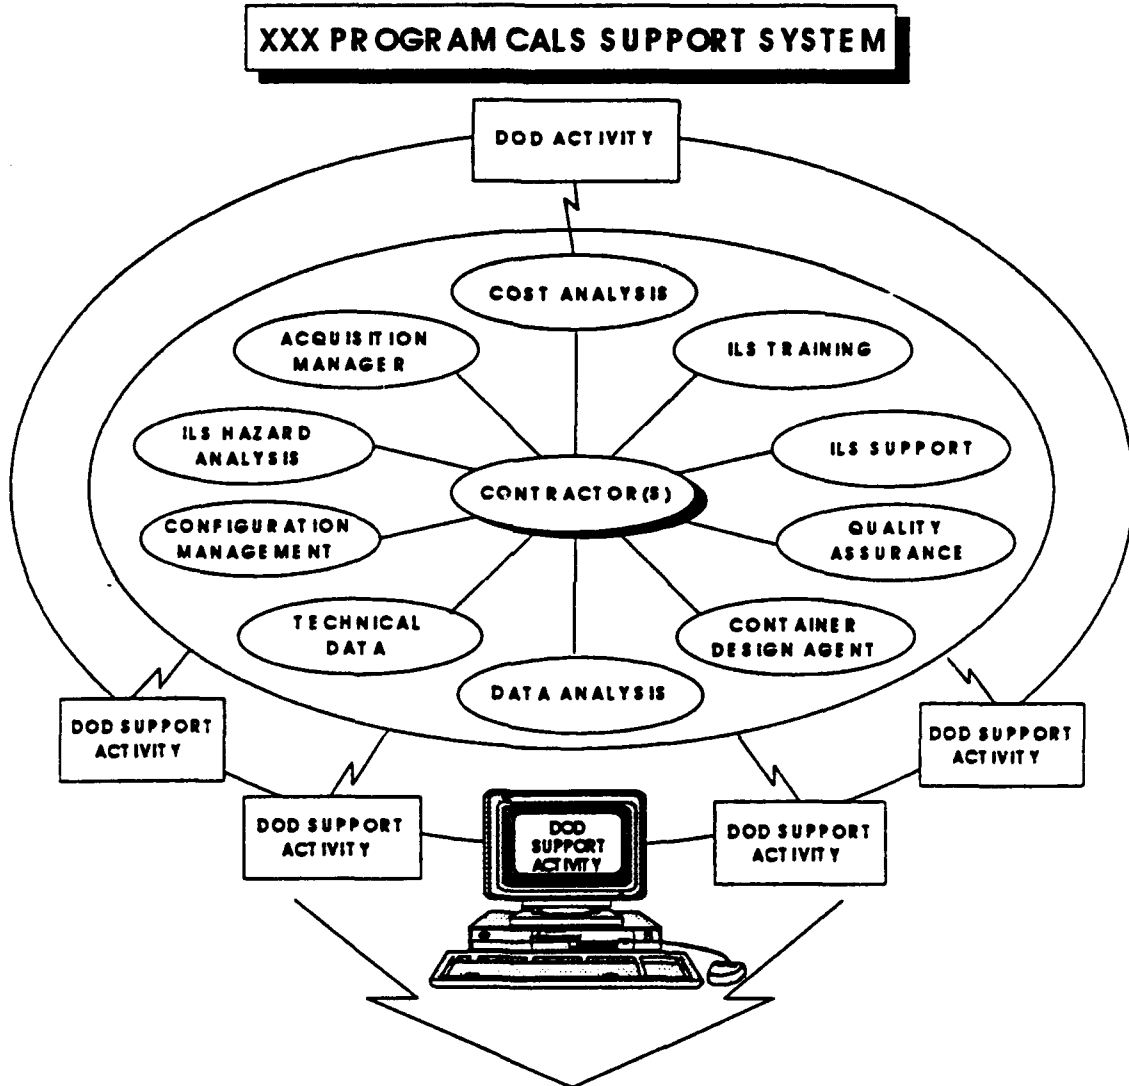 XXX PROGRAM CALS SUPPORT SYSTEM
DOD ACTIVITY
COST ANALYSIS
ACQUISITION
MANAGER
ILS TRAINING
ILS HAZARD
ANALYSIS
ILS SUPPORT
CONTRACTOR(S)
CONFIGURATION
MANAGEMENT
QUALITY
ASSURANCE
TECHNICAL
DATA
CONTAINER
DESIGN AGENT
DATA ANALYSIS
DOD SUPPORT
ACTIVITY
DOD SUPPORT
ACTIVITY
DOD SUPPORT
ACTIVITY
DOD
SUPPORT
ACTIVITY
DOD SUPPORT
ACTIVITY